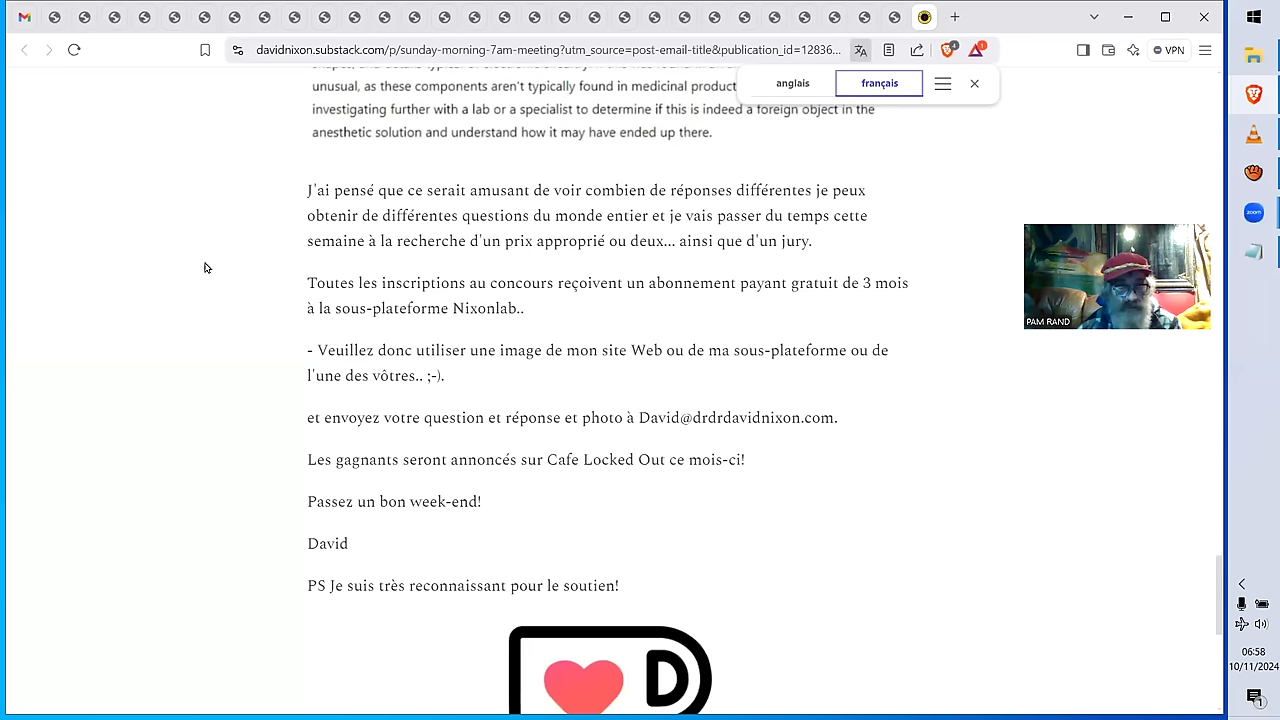 davidnixon.substack.com/p/sunday-morning-7am-meeting?utm_source=post-email-title&publication_id=12836...
4
1
VPN
anglais
français
unusual, as these components aren't typically found in medicinal product
investigating further with a lab or a specialist to determine if this is indeed a foreign object in the
anesthetic solution and understand how it may have ended up there.
J'ai pensé que ce serait amusant de voir combien de réponses différentes je peux
obtenir de différentes questions du monde entier et je vais passer du temps cette
semaine à la recherche d'un prix approprié ou deux... ainsi que d'un jury.
Toutes les inscriptions au concours reçoivent un abonnement payant gratuit de 3 mois
à la sous-plateforme Nixonlab..
- Veuillez donc utiliser une image de mon site Web ou de ma sous-plateforme ou de
l'une des vôtres.. ;-).
et envoyez votre question et réponse et photo à David@drdrdavidnixon.com.
Les gagnants seront annoncés sur Cafe Locked Out ce mois-ci!
Passez un bon week-end!
David
PS Je suis très reconnaissant pour le soutien!
D
PAM RAND
zoom
06:58
10/11/2024